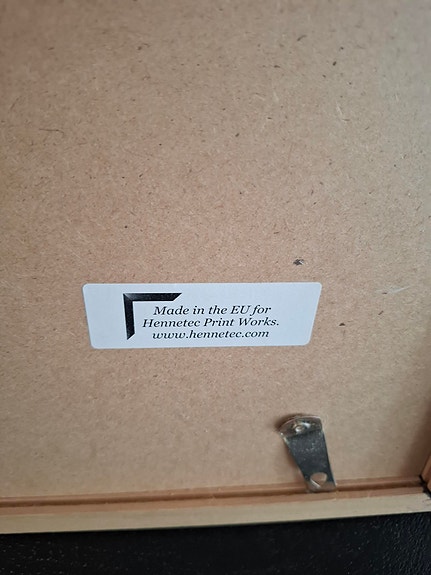 Made in the EU for
Hennetec Print Works.
www.hennetec.com